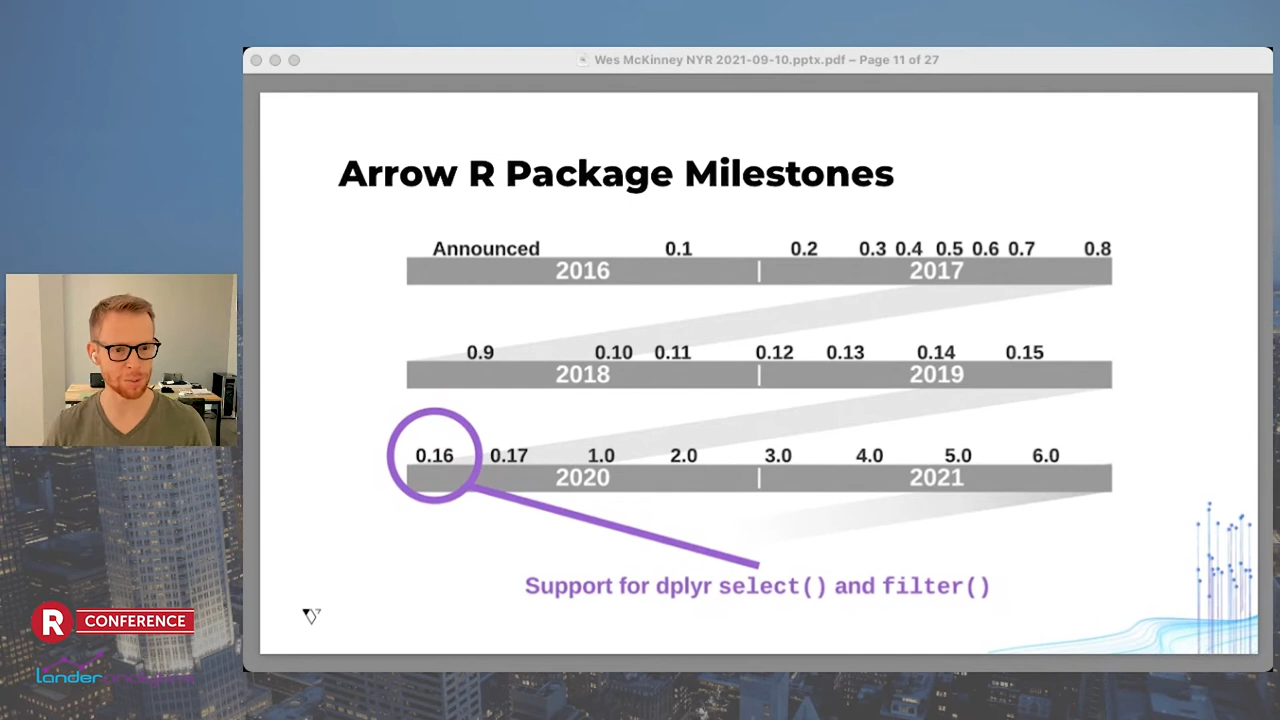 Wes McKinney NYR 2021-09-10.pptx.pdf – Page 11 of 27
Arrow R Package Milestones
Announced 0.1 0.2 0.3 0.4 0.5 0.6 0.7 0.8
2016 | 2017
0.9 0.10 0.11 0.12 0.13 0.14 0.15
2018 | 2019
0.16 0.17 1.0 2.0 3.0 4.0 5.0 6.0
2020 | 2021
Support for dplyr select() and filter()
R CONFERENCE
lander analytics